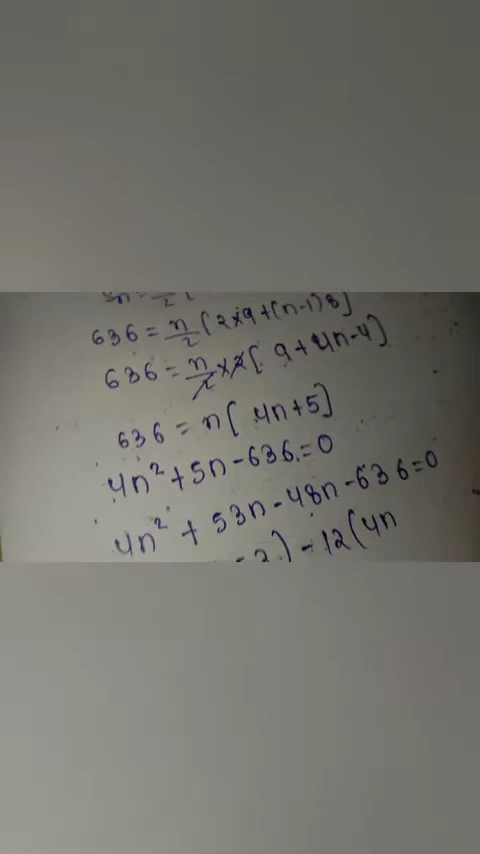 636 = n/2 [2×9+(n-1)8]
636 = n/2 ×2[ 9+4n-4]
636 = n[ 4n+5]
4n²+5n-636=0
4n² + 53n-48n-636=0
) -12(4n